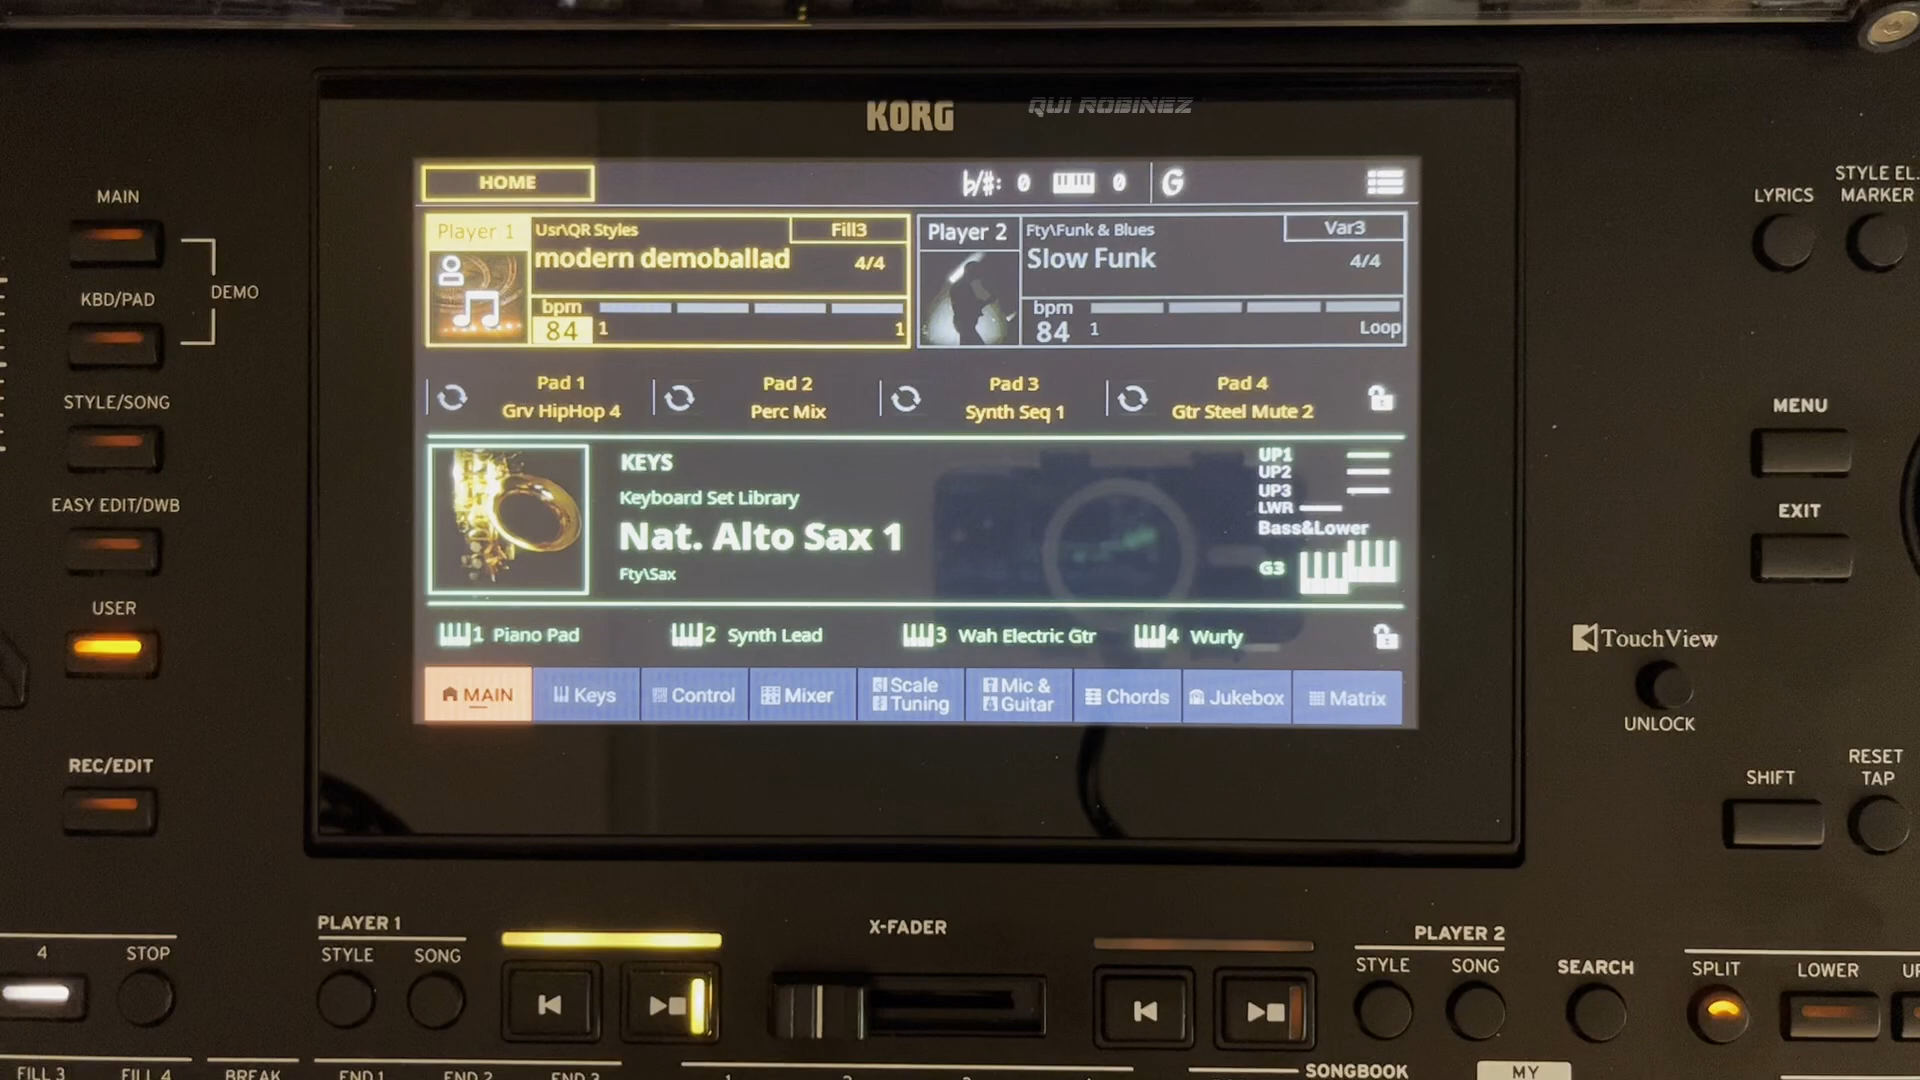 KORG
QUI ROBINEZ
HOME
b/#: 0
0
G
Player 1
Usr\QR Styles
Fill3
modern demoballad
4/4
bpm
84
1
1
Player 2
Fty\Funk & Blues
Var3
Slow Funk
4/4
bpm
84
1
Loop
Pad 1
Grv HipHop 4
Pad 2
Perc Mix
Pad 3
Synth Seq 1
Pad 4
Gtr Steel Mute 2
KEYS
Keyboard Set Library
Nat. Alto Sax 1
Fty\Sax
UP1
UP2
UP3
LWR
Bass&Lower
G3
1 Piano Pad
2 Synth Lead
3 Wah Electric Gtr
4 Wurly
MAIN
Keys
Control
Mixer
Scale
Tuning
Mic &
Guitar
Chords
Jukebox
Matrix
MAIN
KBD/PAD
DEMO
STYLE/SONG
EASY EDIT/DWB
USER
REC/EDIT
LYRICS
STYLE EL.
MARKER
MENU
EXIT
TouchView
UNLOCK
SHIFT
RESET
TAP
4
STOP
PLAYER 1
STYLE
SONG
X-FADER
PLAYER 2
STYLE
SONG
SEARCH
SPLIT
LOWER
FILL 3
FILL 4
BREAK
END 1
END 2
END 3
SONGBOOK
MY